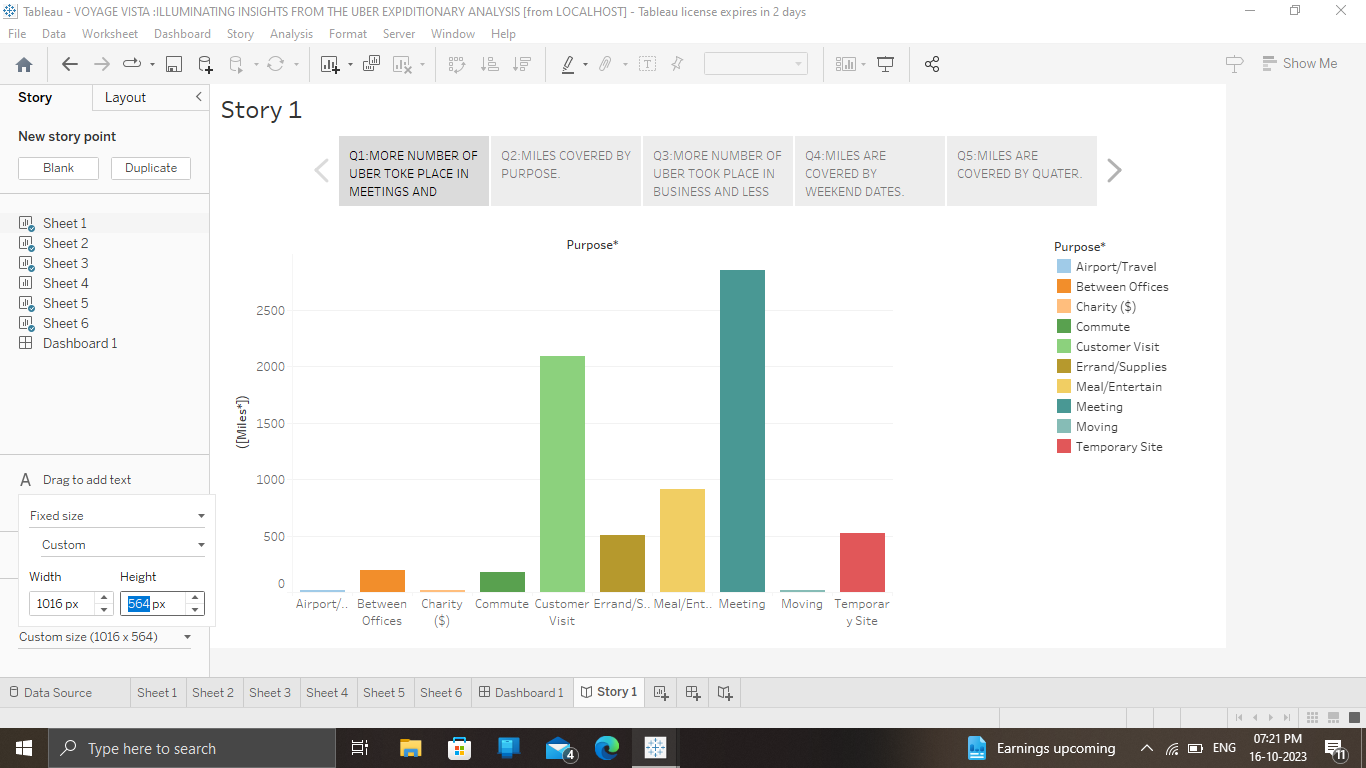 Tableau - VOYAGE VISTA :ILLUMINATING INSIGHTS FROM THE UBER EXPIDITIONARY ANALYSIS [from LOCALHOST] - Tableau license expires in 2 days
File Data Worksheet Dashboard Story Analysis Format Server Window Help
Show Me
Story Layout
New story point
Blank Duplicate
Sheet 1
Sheet 2
Sheet 3
Sheet 4
Sheet 5
Sheet 6
Dashboard 1
A Drag to add text
Fixed size
Custom
Width Height
1016 px 564 px
Custom size (1016 x 564)
Story 1
Q1:MORE NUMBER OF
UBER TOKE PLACE IN
MEETINGS AND
Q2:MILES COVERED BY
PURPOSE.
Q3:MORE NUMBER OF
UBER TOOK PLACE IN
BUSINESS AND LESS
Q4:MILES ARE
COVERED BY
WEEKEND DATES.
Q5:MILES ARE
COVERED BY QUATER.
Purpose*
([Miles*])
2500
2000
1500
1000
500
0
Airport/..
Between
Offices
Charity
($)
Commute
Customer
Visit
Errand/S..
Meal/Ent..
Meeting
Moving
Temporar
y Site
Purpose*
Airport/Travel
Between Offices
Charity ($)
Commute
Customer Visit
Errand/Supplies
Meal/Entertain
Meeting
Moving
Temporary Site
Data Source Sheet 1 Sheet 2 Sheet 3 Sheet 4 Sheet 5 Sheet 6 Dashboard 1 Story 1
Type here to search
4
Earnings upcoming
ENG
07:21 PM
16-10-2023
11